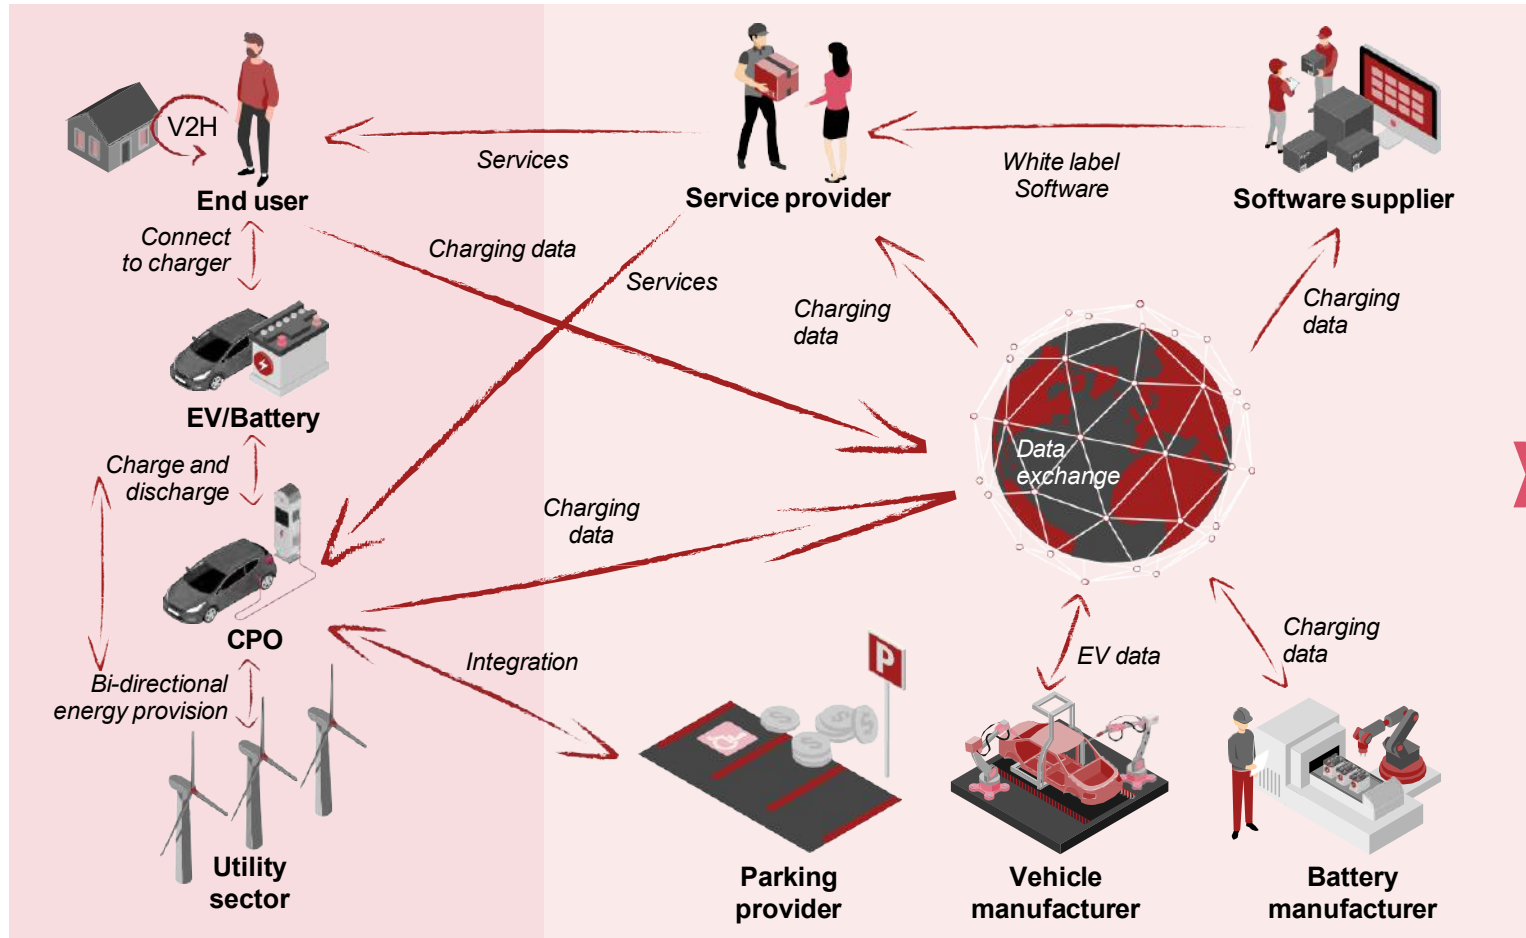 V2H
End user
Services
Service provider
White label
Software
Software supplier
Connect
to charger
Charging data
Services
Charging
data
Charging
data
EV/Battery
Charge and
discharge
Data
exchange
Charging
data
CPO
Integration
P
EV data
Charging
data
Bi-directional
energy provision
Utility
sector
Parking
provider
Vehicle
manufacturer
Battery
manufacturer